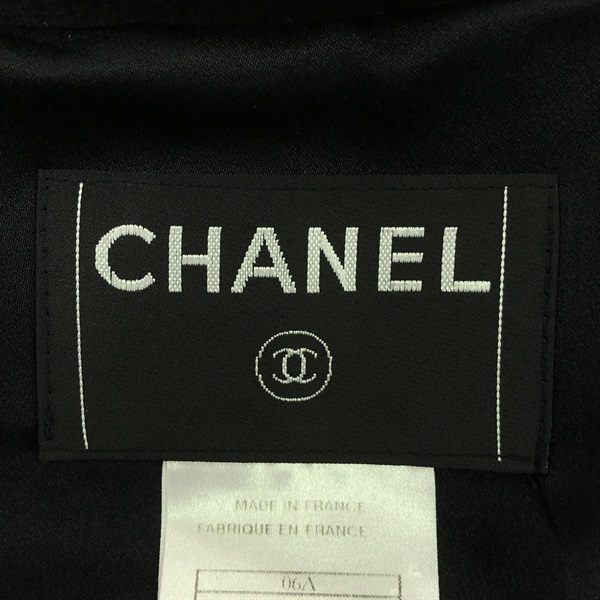 CHANEL
MADE IN FRANCE
FABRIQUE EN FRANCE
06A